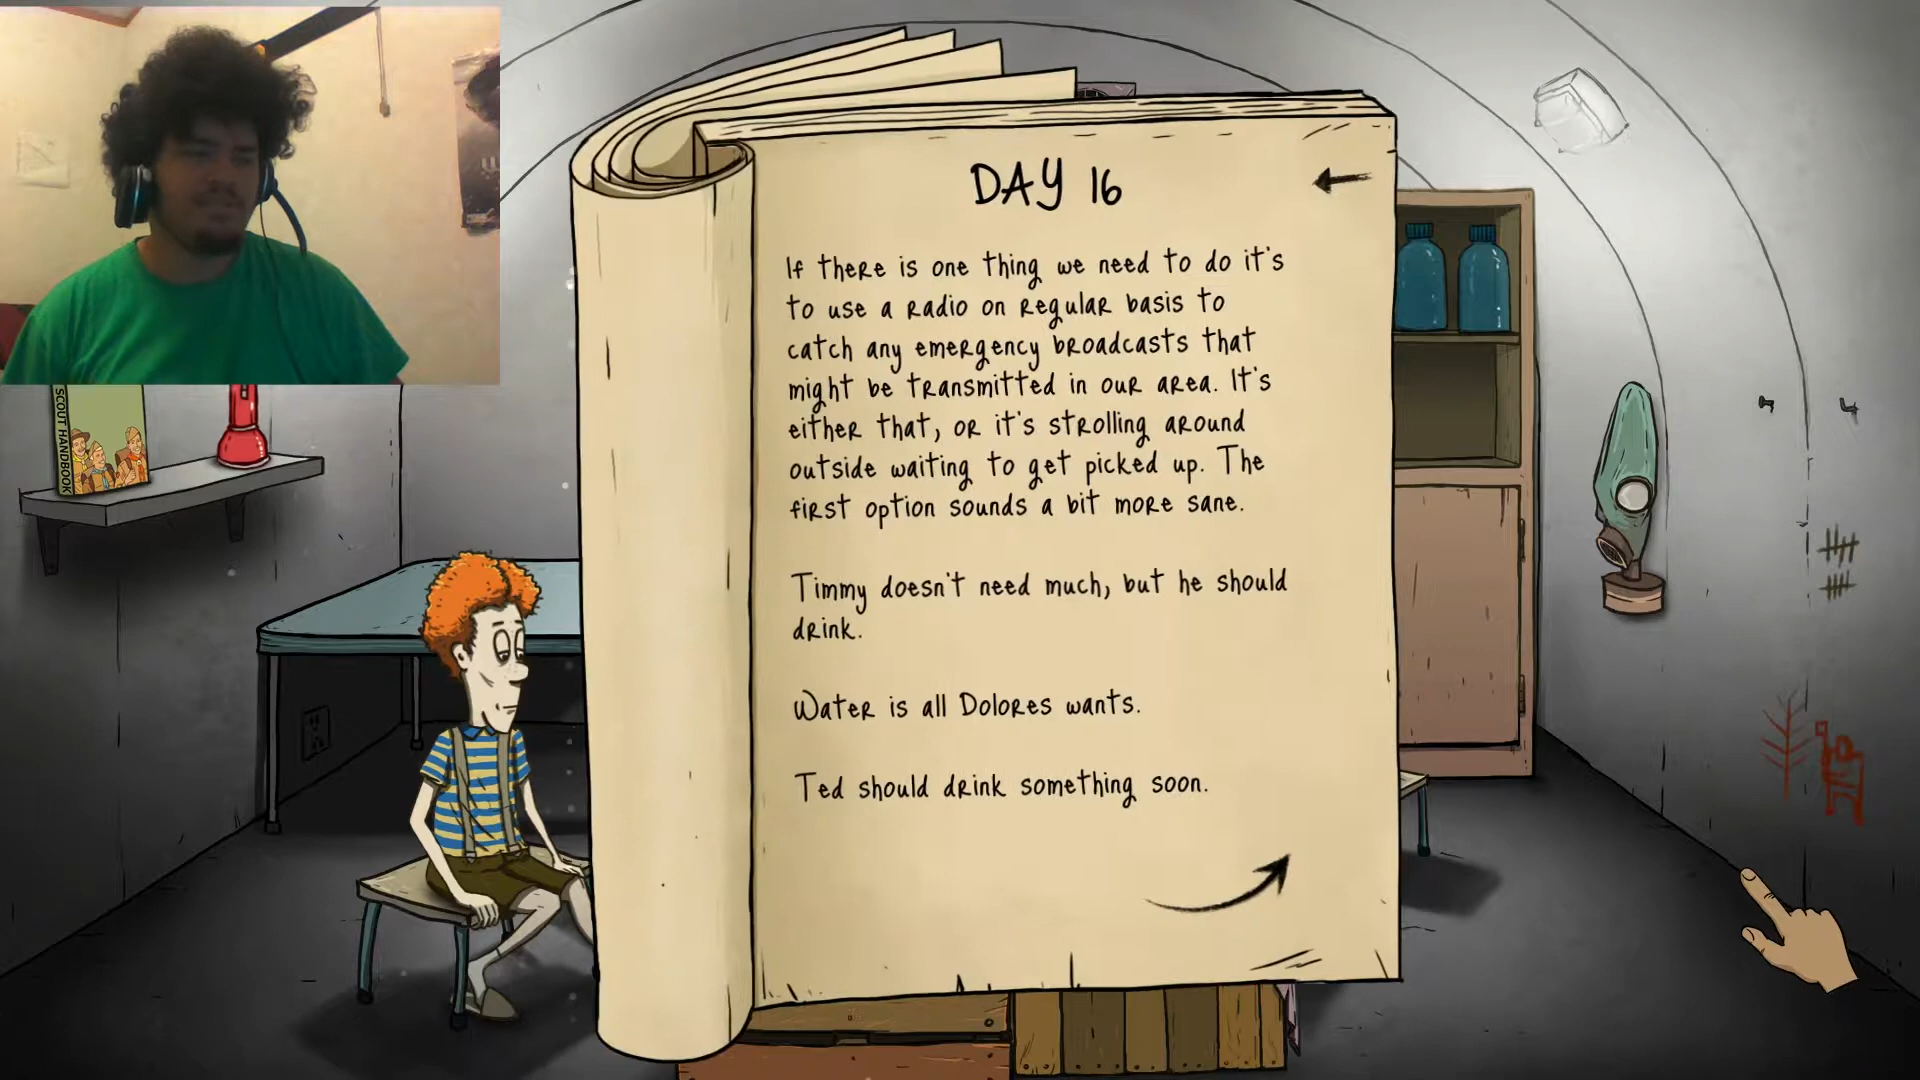 DAY 16
If there is one thing we need to do it's
to use a radio on regular basis to
catch any emergency broadcasts that
might be transmitted in our area. It's
either that, or it's strolling around
outside waiting to get picked up. The
first option sounds a bit more sane.
Timmy doesn't need much, but he should
drink.
Water is all Dolores wants.
Ted should drink something soon.
SCOUT HANDBOOK